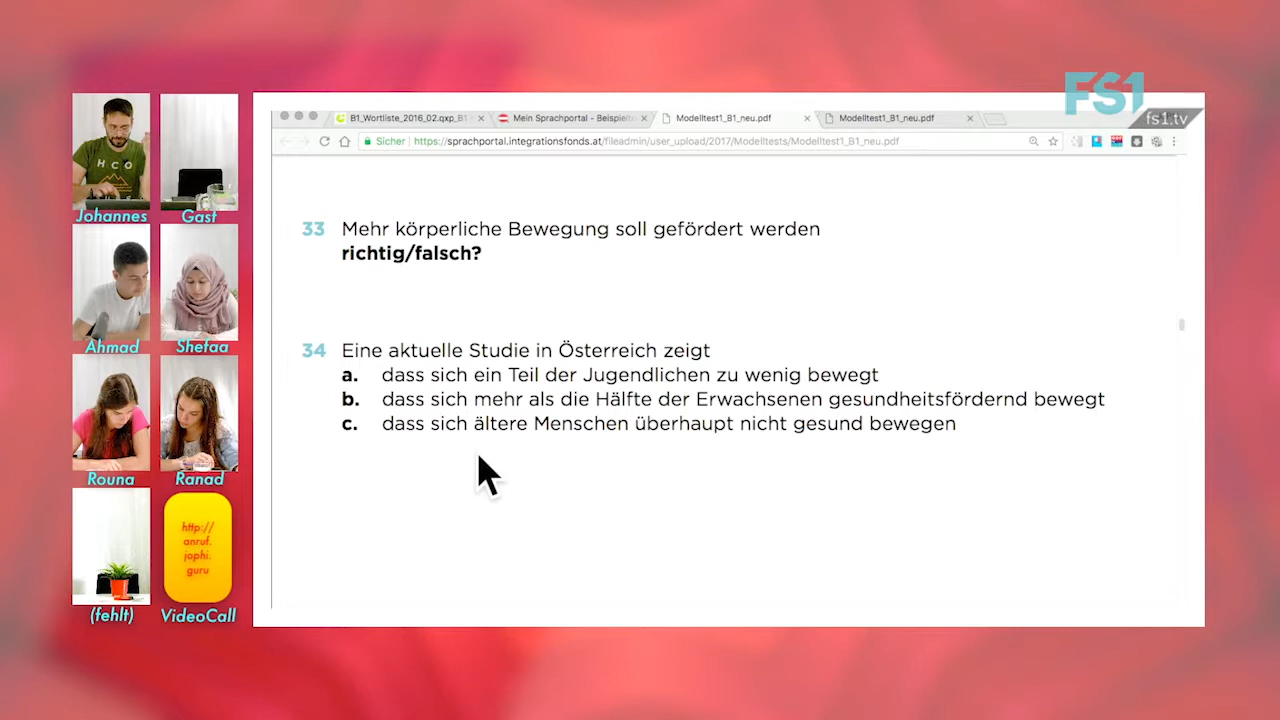 FS1
fs1.tv
B1_Wortliste_2016_02.qxp_B1
Mein Sprachportal - Beispielte
Modelltest1_B1_neu.pdf
Modelltest1_B1_neu.pdf
Sicher
https://sprachportal.integrationsfonds.at/fileadmin/user_upload/2017/Modelltests/Modelltest1_B1_neu.pdf
33 Mehr körperliche Bewegung soll gefördert werden
richtig/falsch?
34 Eine aktuelle Studie in Österreich zeigt
a. dass sich ein Teil der Jugendlichen zu wenig bewegt
b. dass sich mehr als die Hälfte der Erwachsenen gesundheitsfördernd bewegt
c. dass sich ältere Menschen überhaupt nicht gesund bewegen
HCO
Johannes
Gast
Ahmad
Shefaa
Rouna
Ranad
http://
anruf.
jophi.
guru
(fehlt)
VideoCall